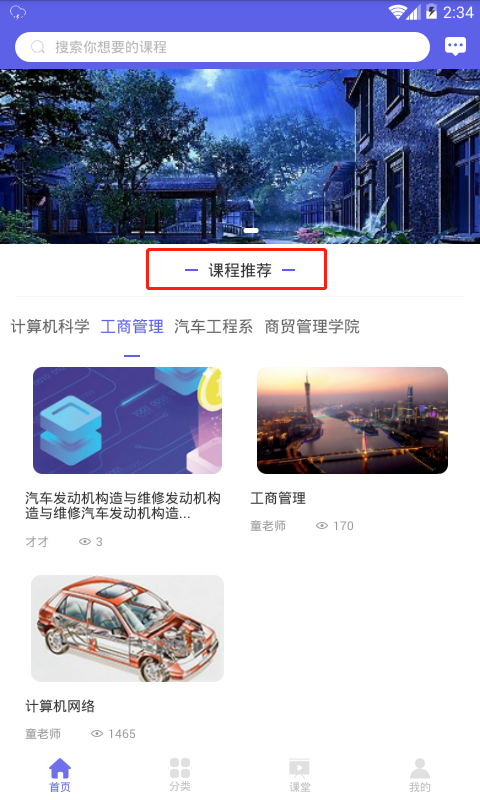 2:34
搜索你想要的课程
课程推荐
计算机科学 工商管理 汽车工程系 商贸管理学院
汽车发动机构造与维修发动机构
造与维修汽车发动机构造...
才才 3
工商管理
童老师 170
计算机网络
童老师 1465
首页 分类 课堂 我的